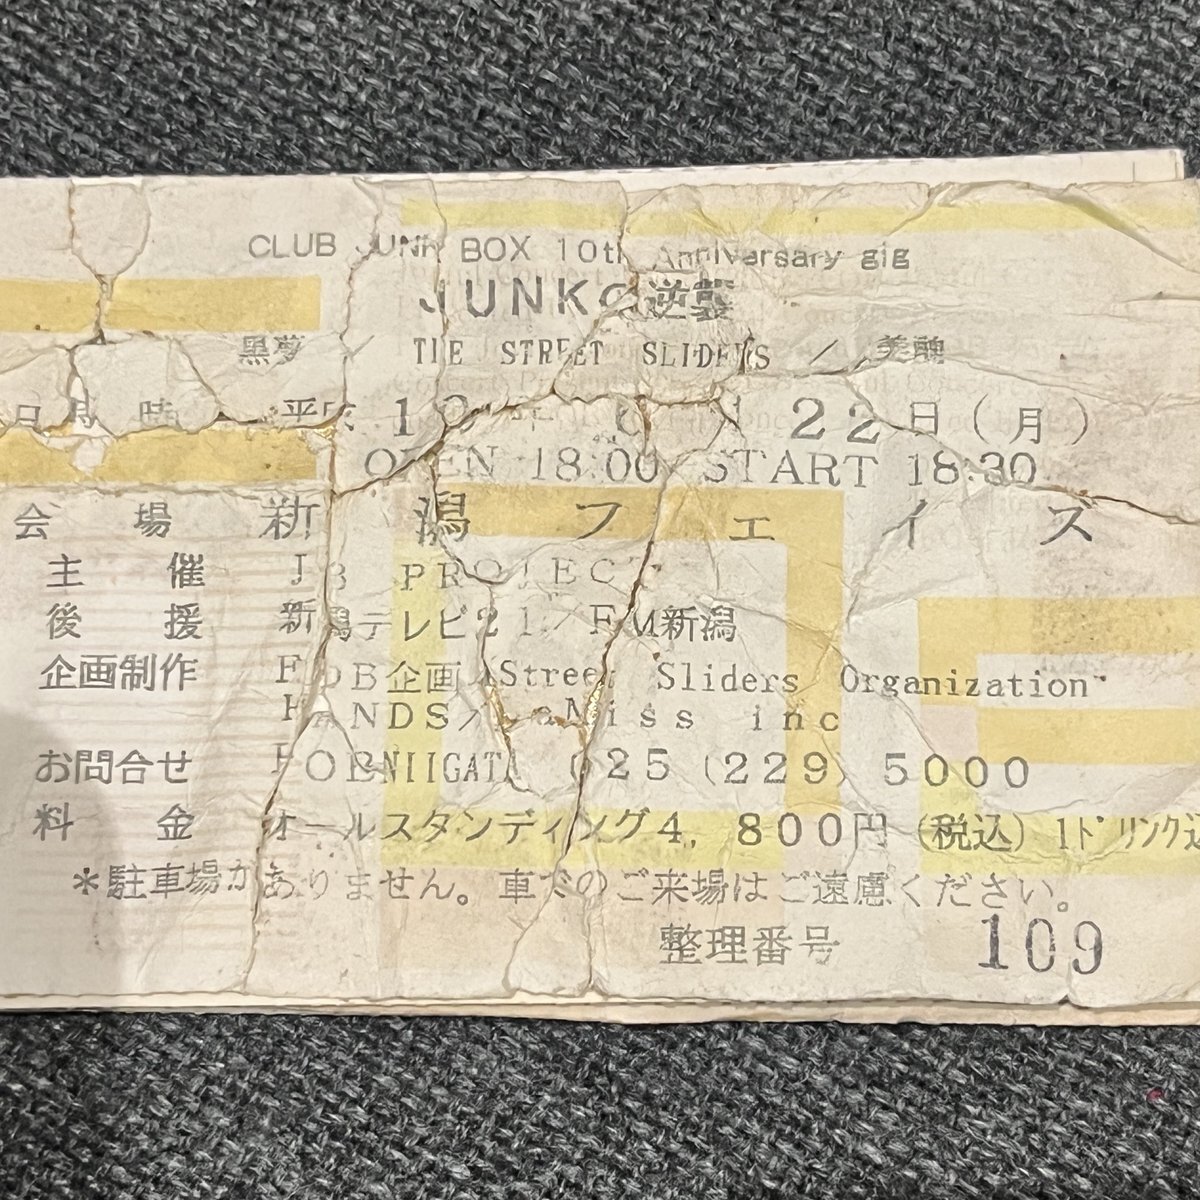 CLUB JUNK BOX 10th Anniversary gig
JUNKの逆襲
黒夢 / THE STREET SLIDERS / 美醜
日時 平成 22日(月)
OPEN 18:00 START 18:30
会場 新潟フェイズ
主催 JB PROJECT
後援 新潟テレビ21/FM新潟
企画制作 FOB企画/Street Sliders Organization
HANDS/ inc
お問合せ FOBNIIGATA 025(229)5000
料金 オールスタンディング4,800円(税込)1ドリンク込
*駐車場がありません。車でのご来場はご遠慮ください。
整理番号 109